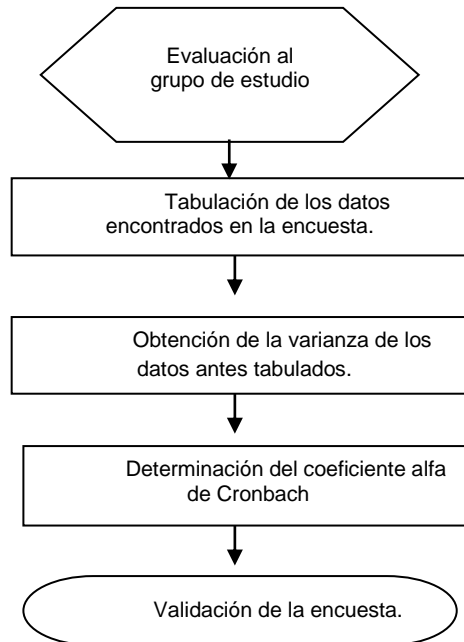 Evaluación al
grupo de estudio
Tabulación de los datos
encontrados en la encuesta.
Obtención de la varianza de los
datos antes tabulados.
Determinación del coeficiente alfa
de Cronbach
Validación de la encuesta.